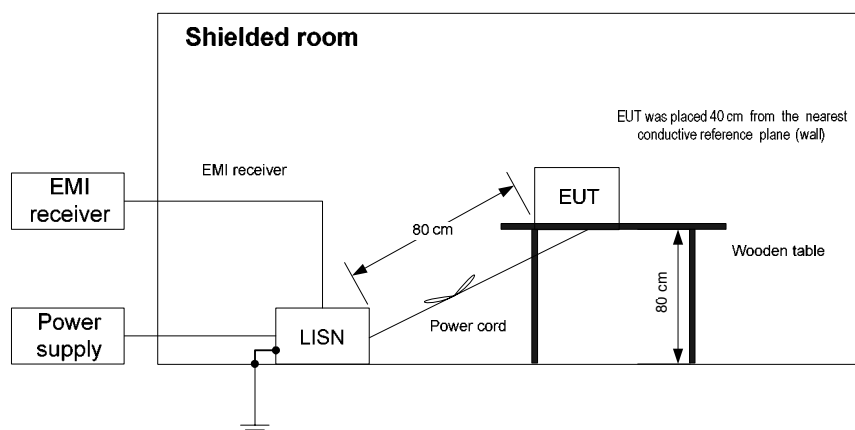 Shielded room
EUT was placed 40 cm from the nearest
conductive reference plane (wall)
EMI receiver
EMI
receiver
EUT
80 cm
Wooden table
80 cm
Power cord
Power
supply
LISN